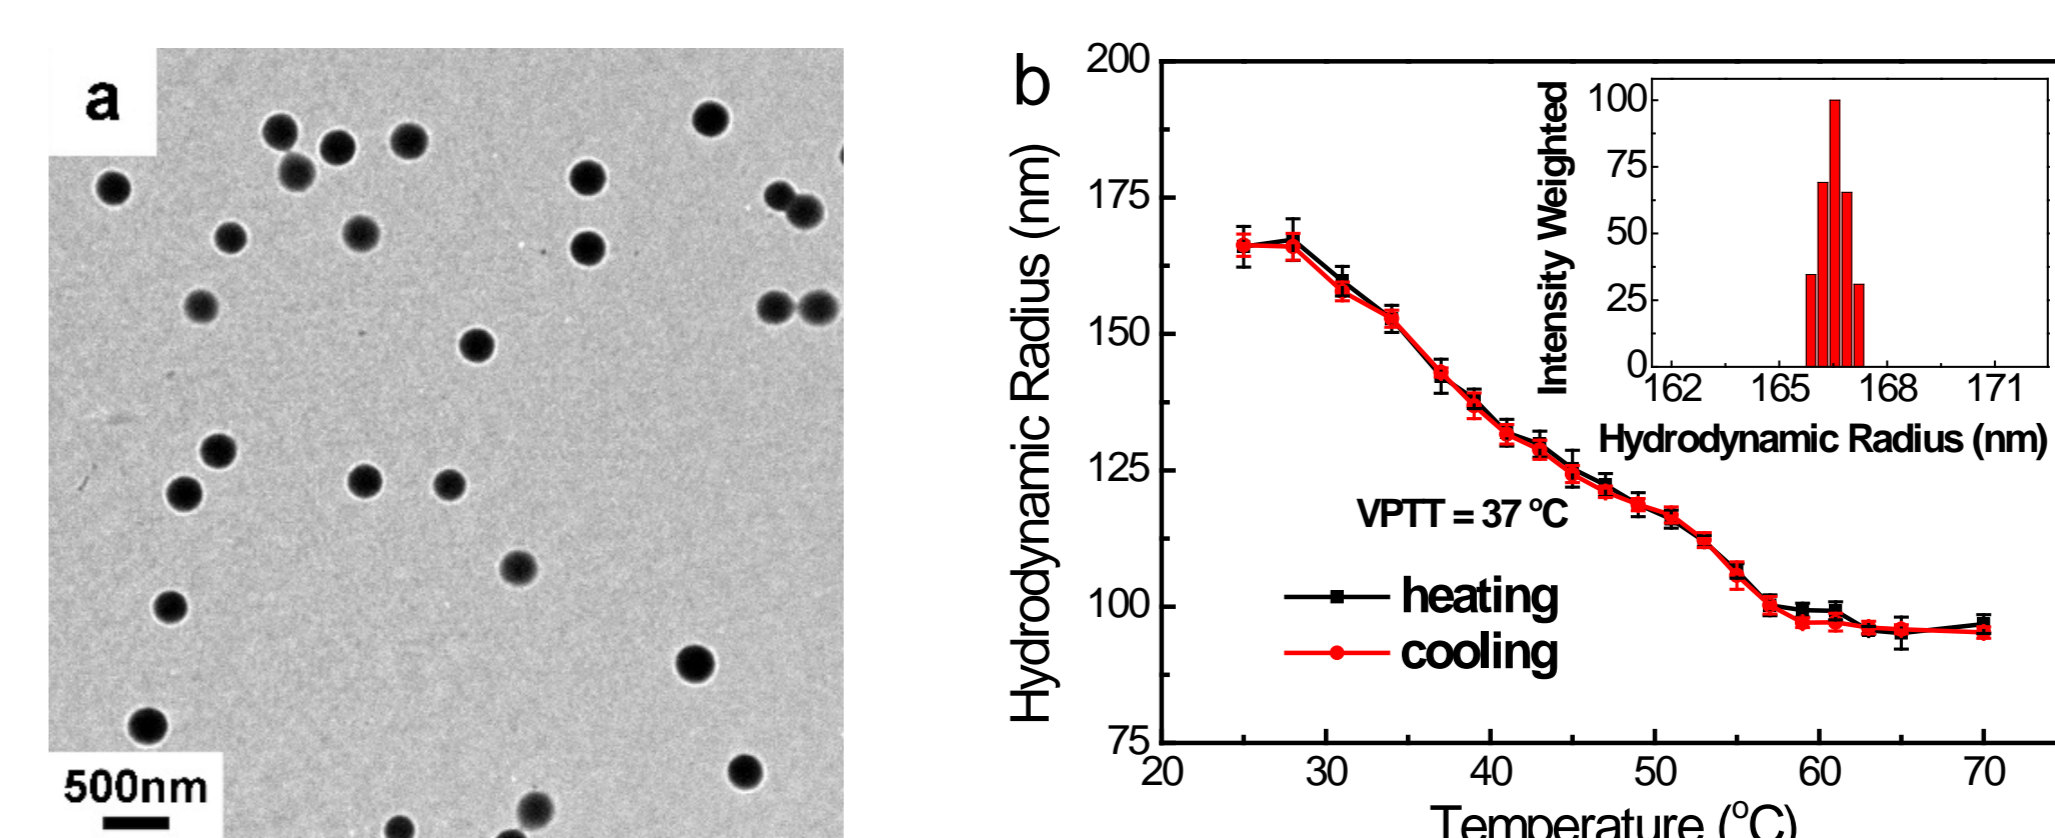 a
500nm
b
Hydrodynamic Radius (nm)
200
175
150
125
100
75
20 30 40 50 60 70
Temperature (°C)
VPTT = 37 °C
heating
cooling
Intensity Weighted
100
75
50
25
0
162 165 168 171
Hydrodynamic Radius (nm)